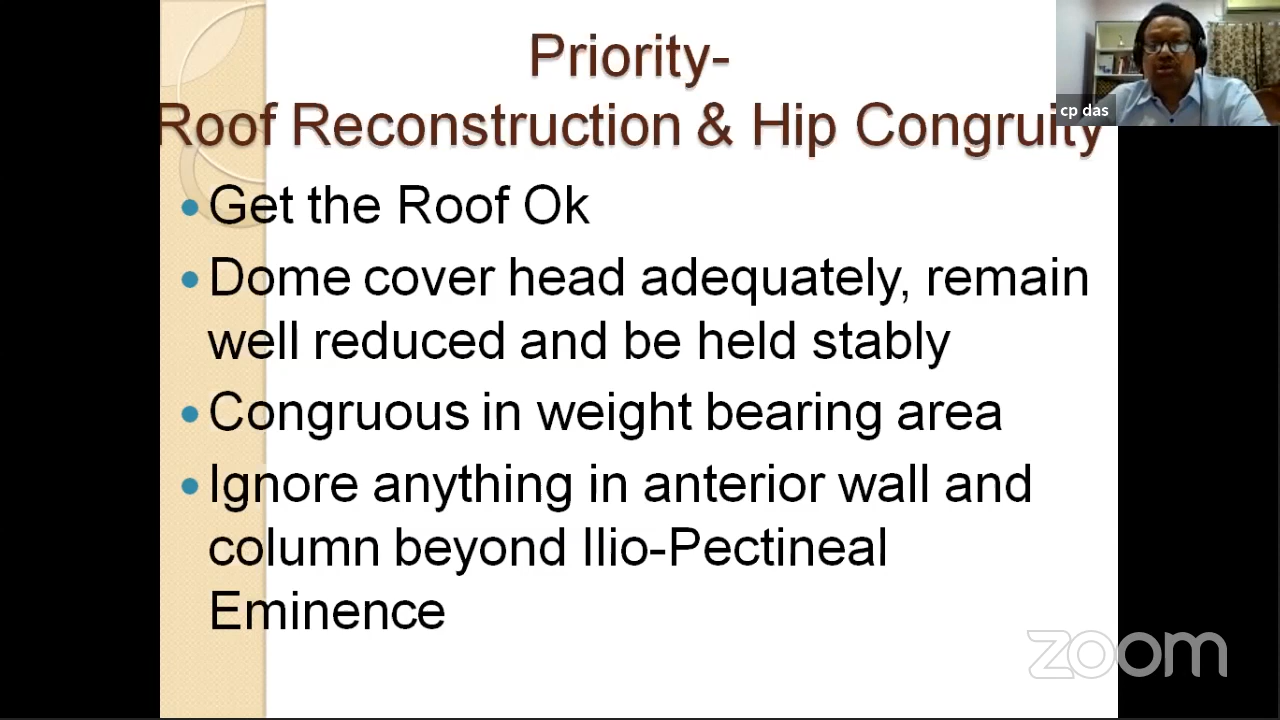 Priority-
Roof Reconstruction & Hip Congruity
cp das
Get the Roof Ok
Dome cover head adequately, remain
well reduced and be held stably
Congruous in weight bearing area
Ignore anything in anterior wall and
column beyond Ilio-Pectineal
Eminence
zoom